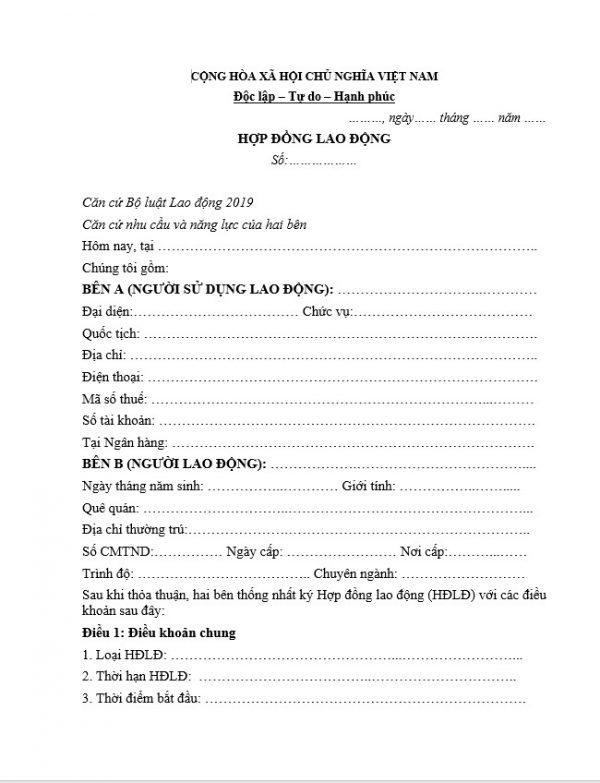 CỘNG HÒA XÃ HỘI CHỦ NGHĨA VIỆT NAM
Độc lập – Tự do – Hạnh phúc
………, ngày…… tháng …… năm ……
HỢP ĐỒNG LAO ĐỘNG
Số:………………
Căn cứ Bộ luật Lao động 2019
Căn cứ nhu cầu và năng lực của hai bên
Hôm nay, tại …………………………………………………………………………………..
Chúng tôi gồm:
BÊN A (NGƯỜI SỬ DỤNG LAO ĐỘNG): ……………………………...…………
Đại diện:………………………………… Chức vụ:……………………………………
Quốc tịch: ………………………………………………………………………………….
Địa chỉ: ……………………………………………………………………………………..
Điện thoại: ………………………………………………………………………………….
Mã số thuế: ………………………………………………………………………...……….
Số tài khoản: ………………………………………………………………………………
Tại Ngân hàng: …………………………………………………………………………….
BÊN B (NGƯỜI LAO ĐỘNG): ………………………………………………………....
Ngày tháng năm sinh: ……………..……… Giới tính: ………………..…….....
Quê quán: …………………………………………………………………………………...
Địa chỉ thường trú:………………………………………………………………………..
Số CMTND:…………… Ngày cấp: …………………… Nơi cấp:………...……
Trình độ: ………………………………….. Chuyên ngành: …………………………
Sau khi thỏa thuận, hai bên thống nhất ký Hợp đồng lao động (HĐLĐ) với các điều
khoản sau đây:
Điều 1: Điều khoản chung
1. Loại HĐLĐ: …………………………………………………………………………..
2. Thời hạn HĐLĐ: …………………………………………………………………….
3. Thời điểm bắt đầu: ……………………………………………………………………